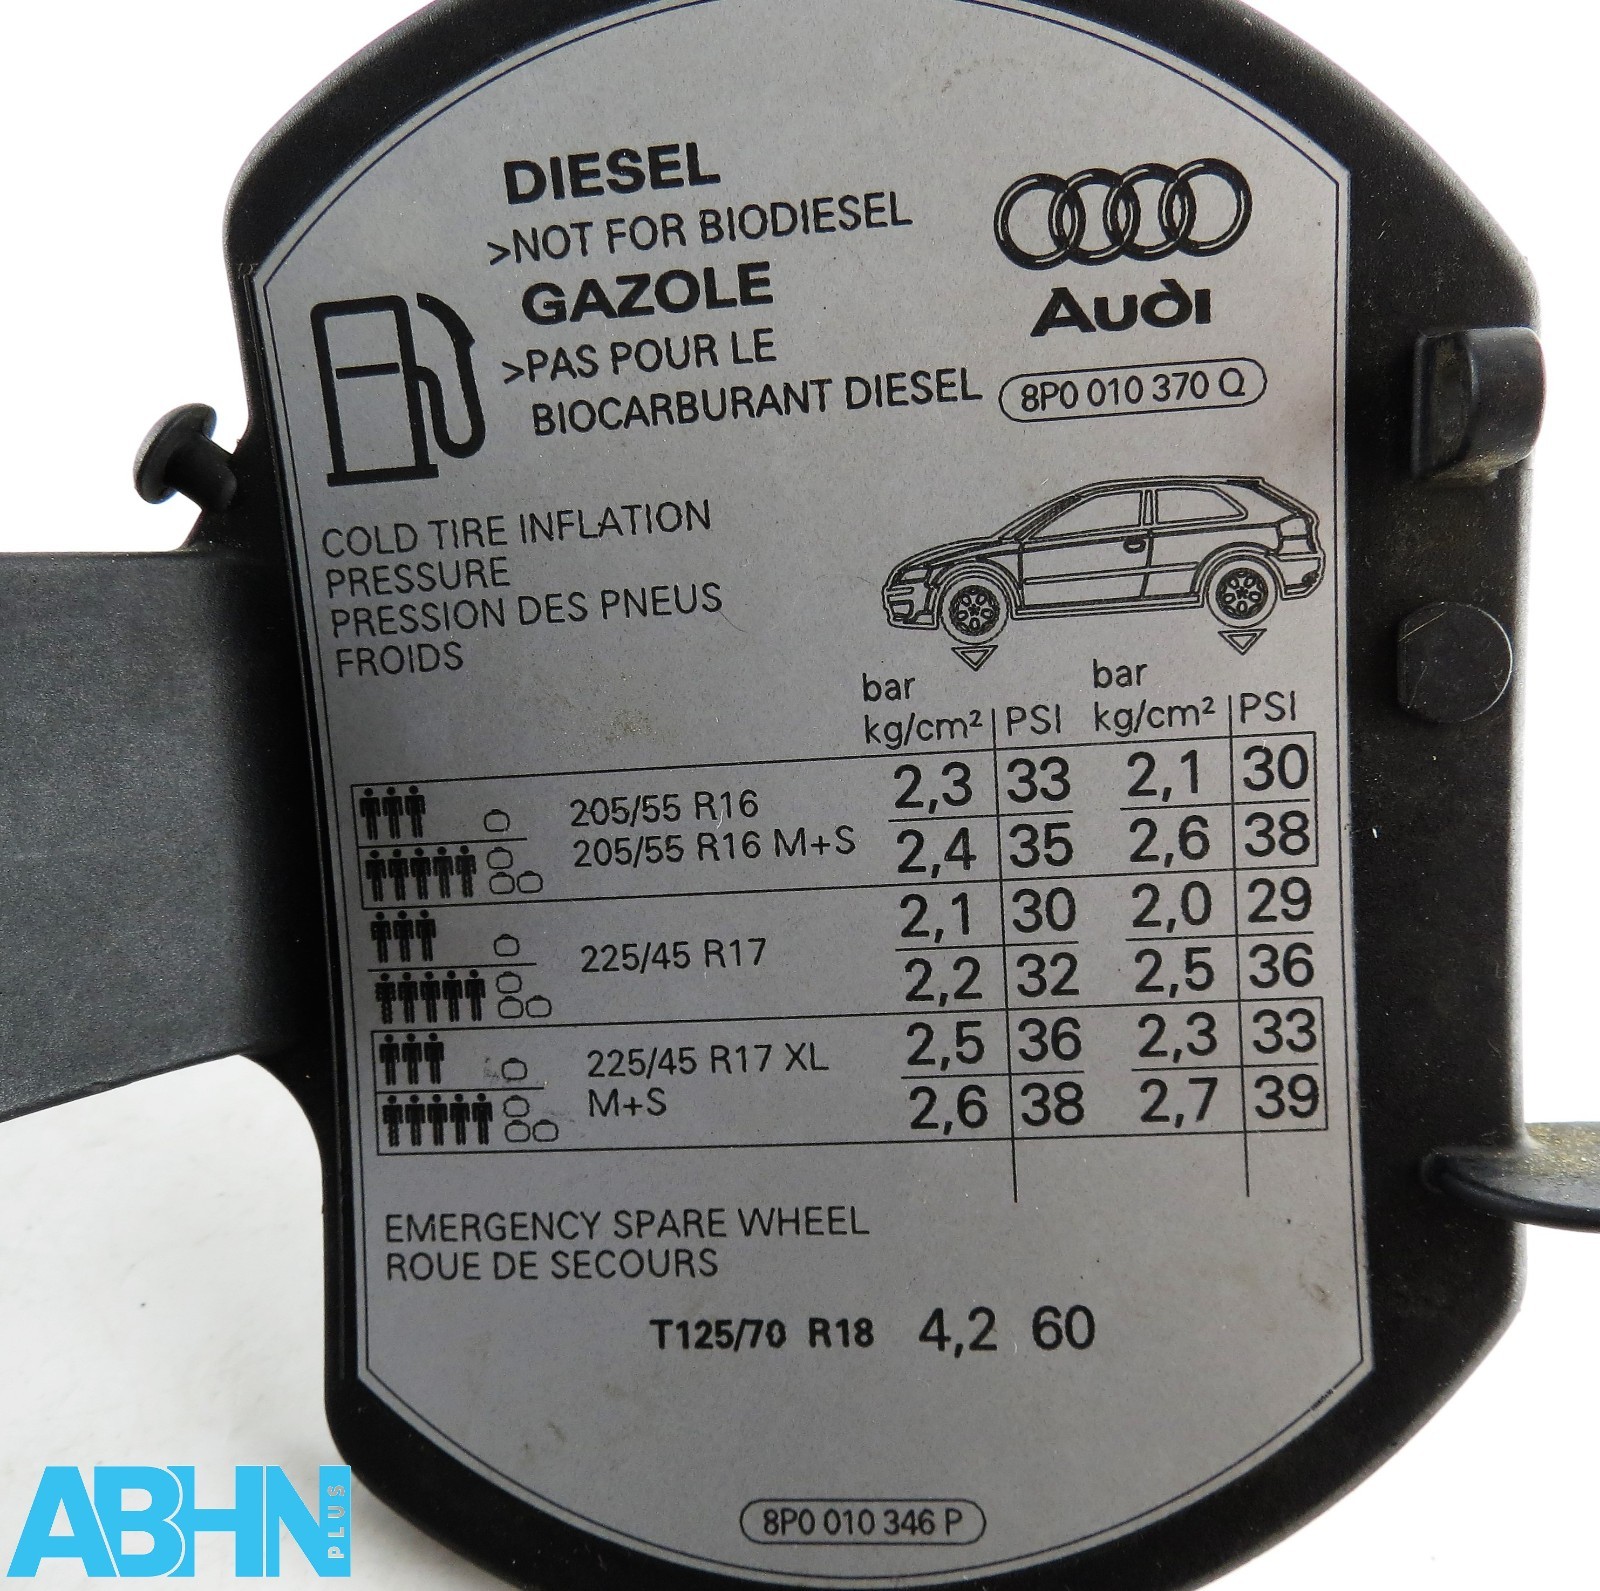 DIESEL
>NOT FOR BIODIESEL
GAZOLE
>PAS POUR LE
BIOCARBURANT DIESEL
Audi
8P0 010 370 Q
COLD TIRE INFLATION
PRESSURE
PRESSION DES PNEUS
FROIDS
bar bar
kg/cm² PSI kg/cm² PSI
205/55 R16 2,3 33 2,1 30
205/55 R16 M+S 2,4 35 2,6 38
2,1 30 2,0 29
225/45 R17
2,2 32 2,5 36
225/45 R17 XL 2,5 36 2,3 33
M+S 2,6 38 2,7 39
EMERGENCY SPARE WHEEL
ROUE DE SECOURS
T125/70 R18 4,2 60
8P0 010 346 P
ABHN PLUS